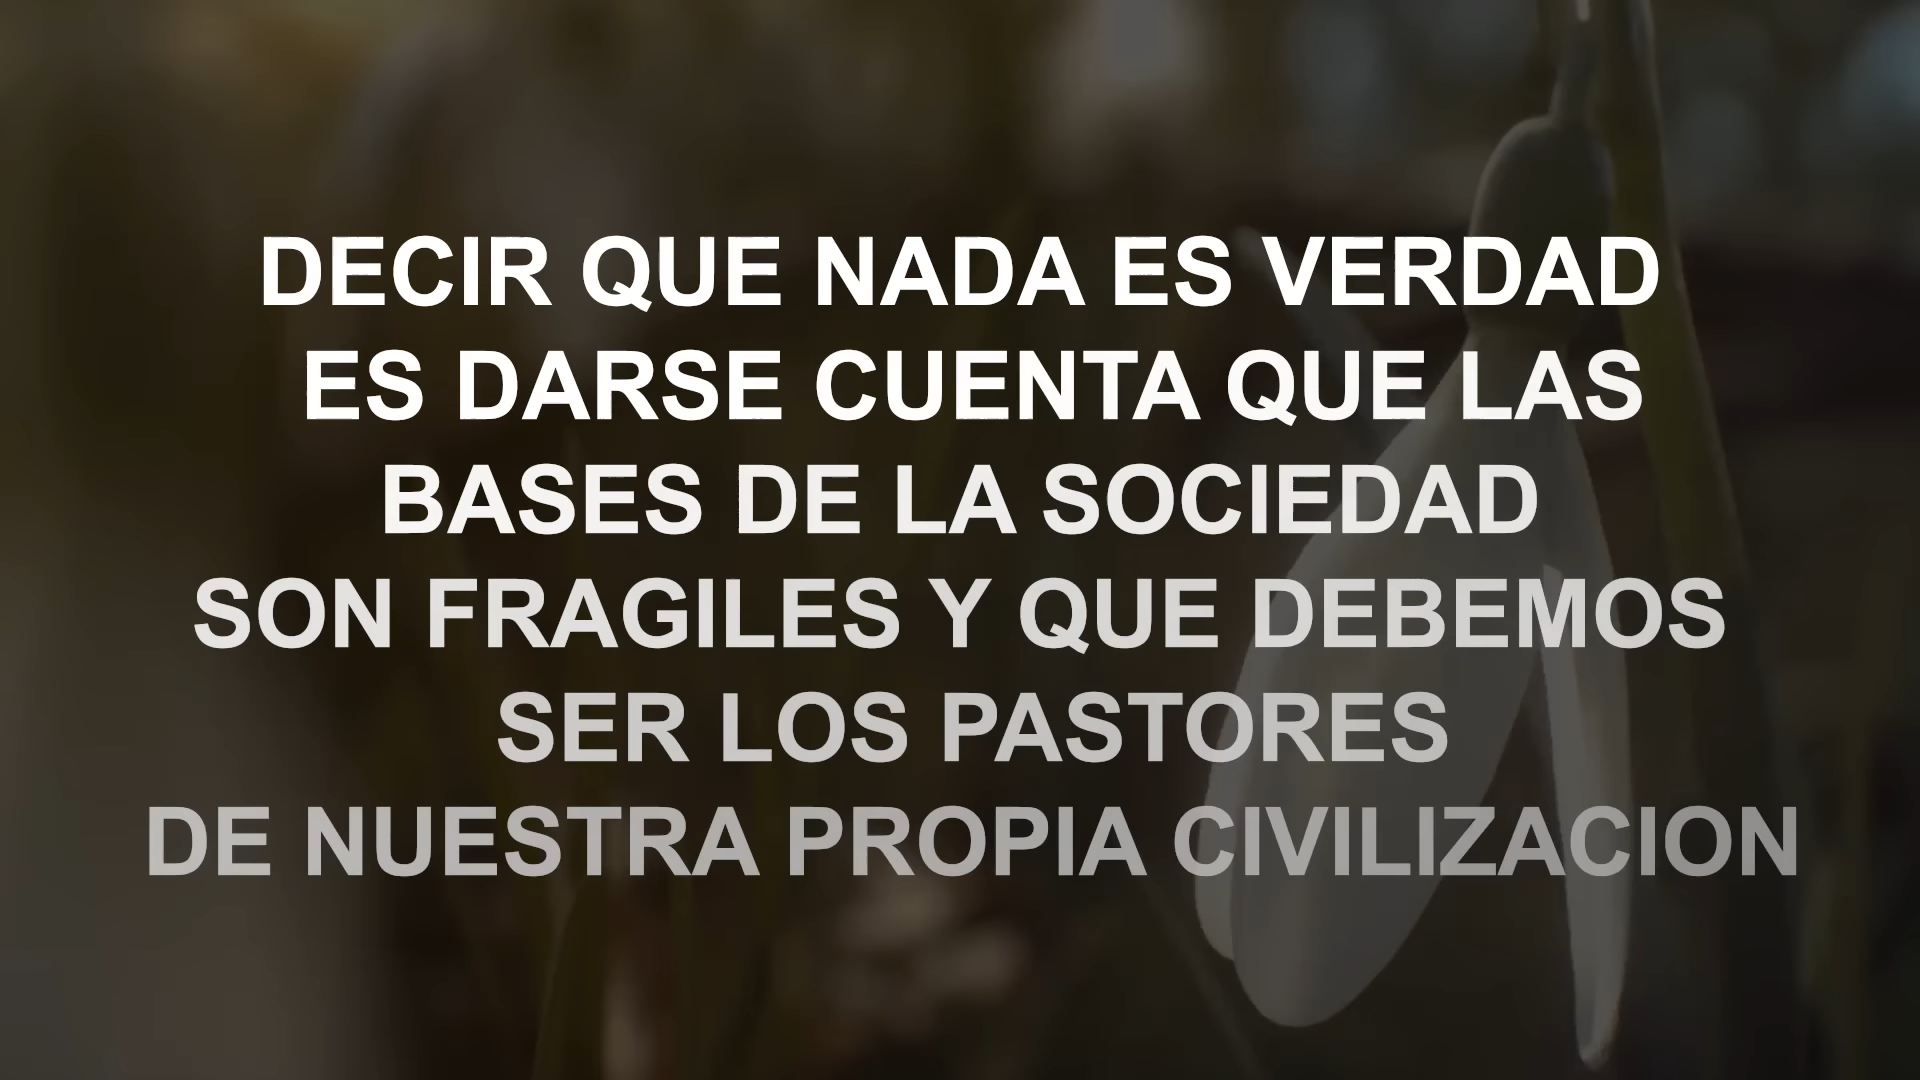 DECIR QUE NADA ES VERDAD
ES DARSE CUENTA QUE LAS
BASES DE LA SOCIEDAD
SON FRAGILES Y QUE DEBEMOS
SER LOS PASTORES
DE NUESTRA PROPIA CIVILIZACION